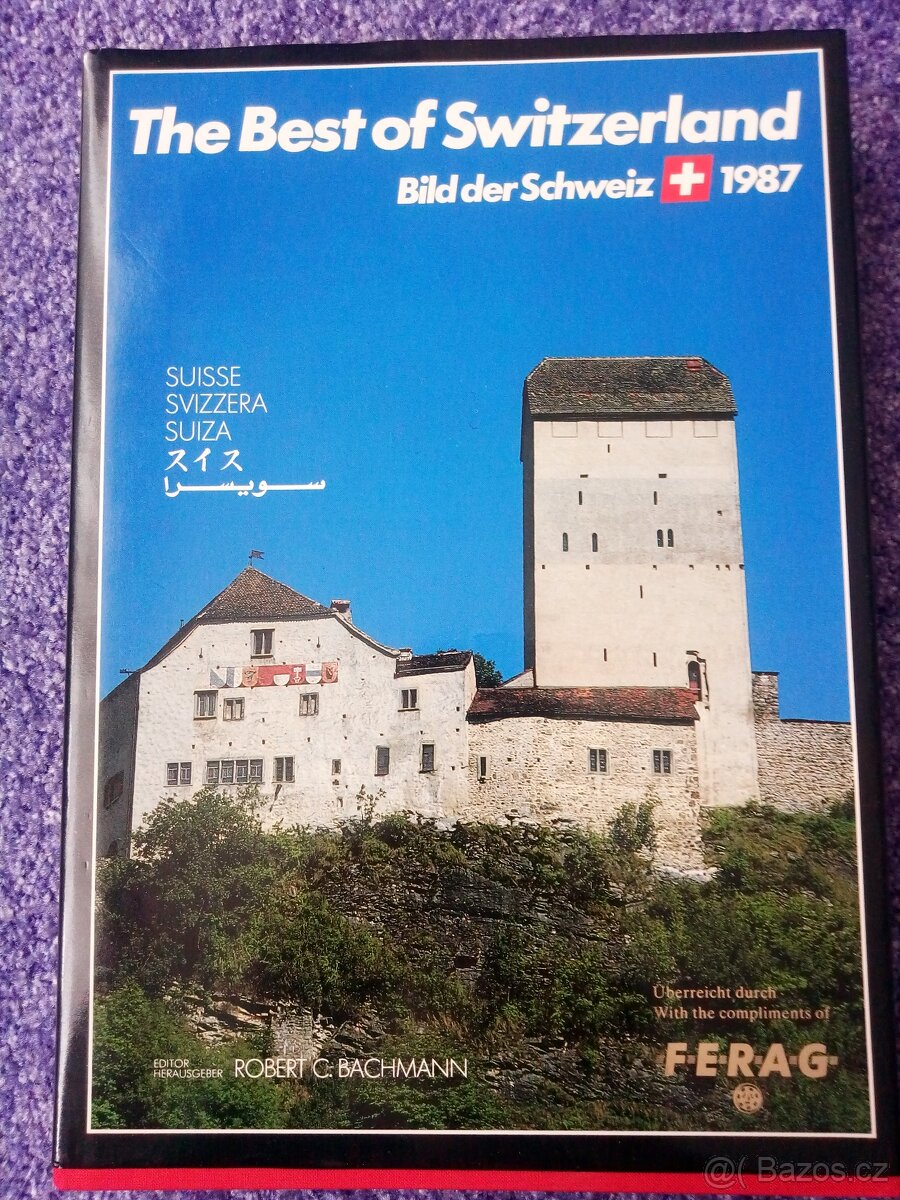 The Best of Switzerland
Bild der Schweiz 1987
SUISSE
SVIZZERA
SUIZA
スイス
سويسرا
Überreicht durch
With the compliments of
F·E·R·A·G·
EDITOR
HERAUSGEBER ROBERT C. BACHMANN
@( Bazos.cz